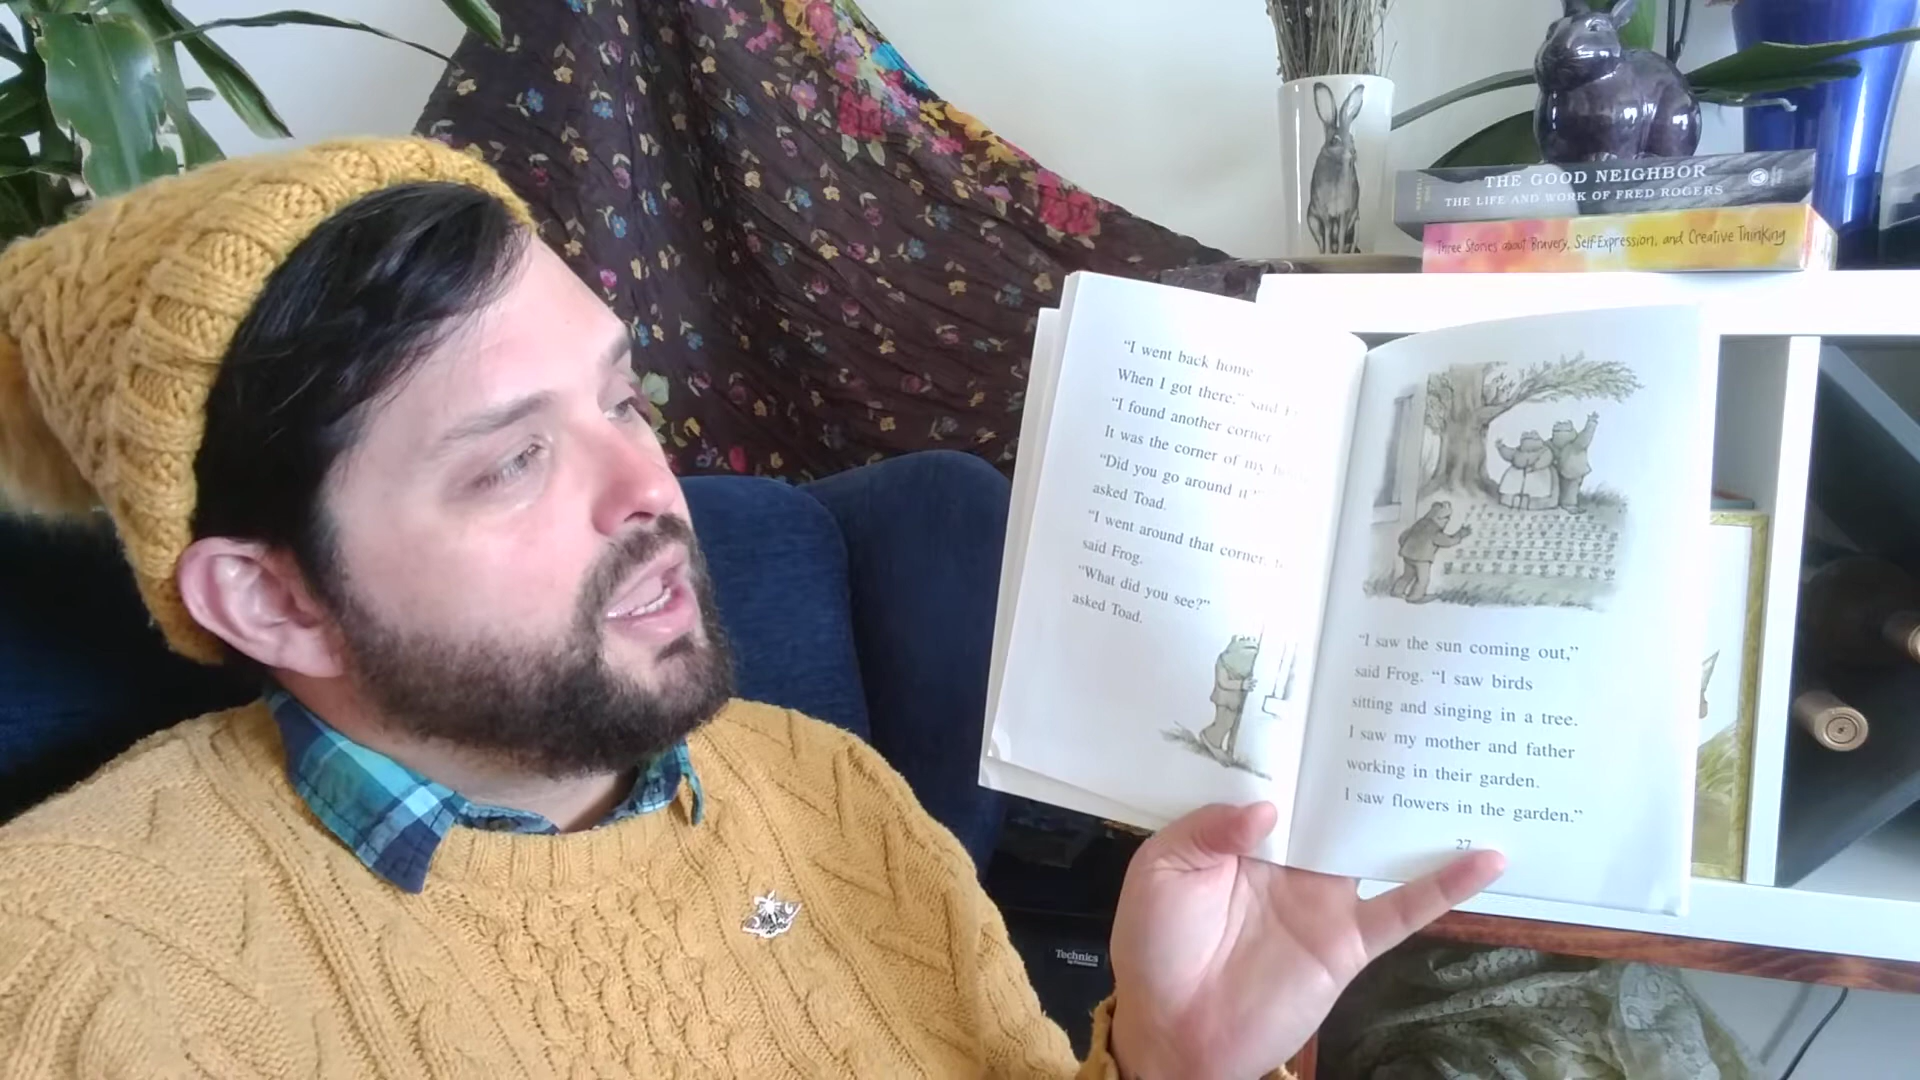 THE GOOD NEIGHBOR
THE LIFE AND WORK OF FRED ROGERS
Three Stories about Bravery, Self-Expression, and Creative Thinking
“I went back home
When I got there,” said
“I found another corner
It was the corner of my
“Did you go around it?”
asked Toad.
“I went around that corner,
said Frog.
“What did you see?”
asked Toad.
“I saw the sun coming out,”
said Frog. “I saw birds
sitting and singing in a tree.
I saw my mother and father
working in their garden.
I saw flowers in the garden.”
27
Technics